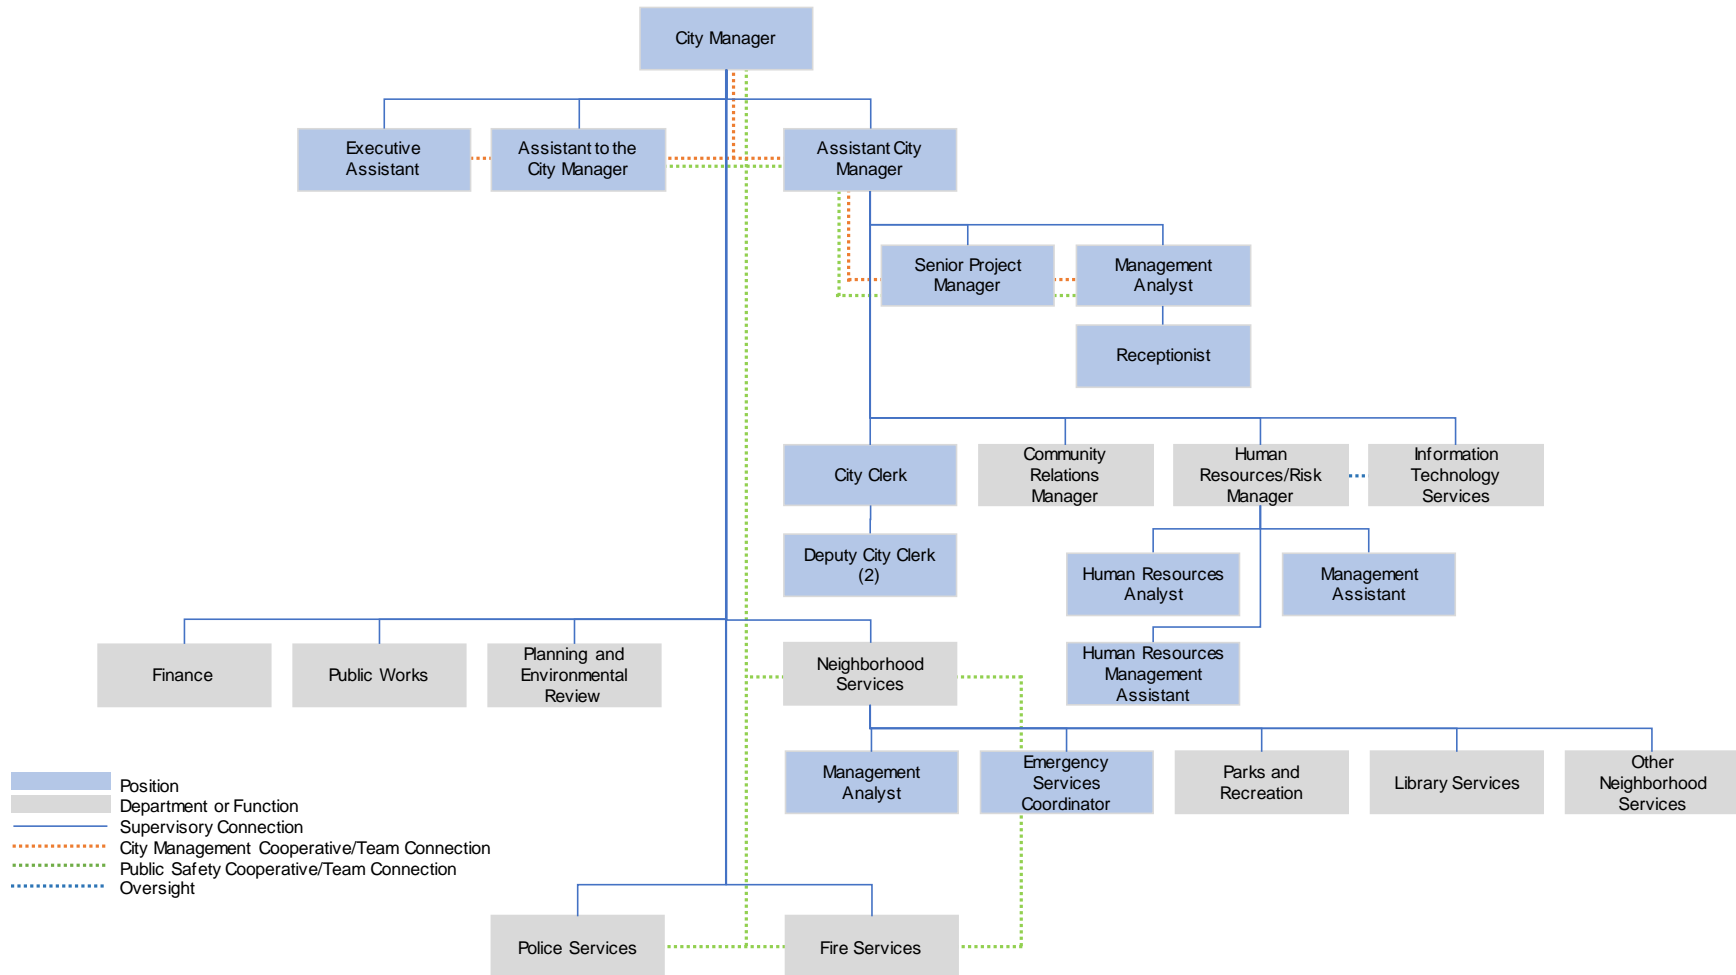 City Manager
Executive
Assistant
Assistant to the
City Manager
Assistant City
Manager
Senior Project
Manager
Management
Analyst
Receptionist
City Clerk
Community
Relations
Manager
Human
Resources/Risk
Manager
Information
Technology
Services
Deputy City Clerk
(2)
Human Resources
Analyst
Management
Assistant
Human Resources
Management
Assistant
Finance
Public Works
Planning and
Environmental
Review
Neighborhood
Services
Management
Analyst
Emergency
Services
Coordinator
Parks and
Recreation
Library Services
Other
Neighborhood
Services
Position
Department or Function
Supervisory Connection
City Management Cooperative/Team Connection
Public Safety Cooperative/Team Connection
Oversight
Police Services
Fire Services